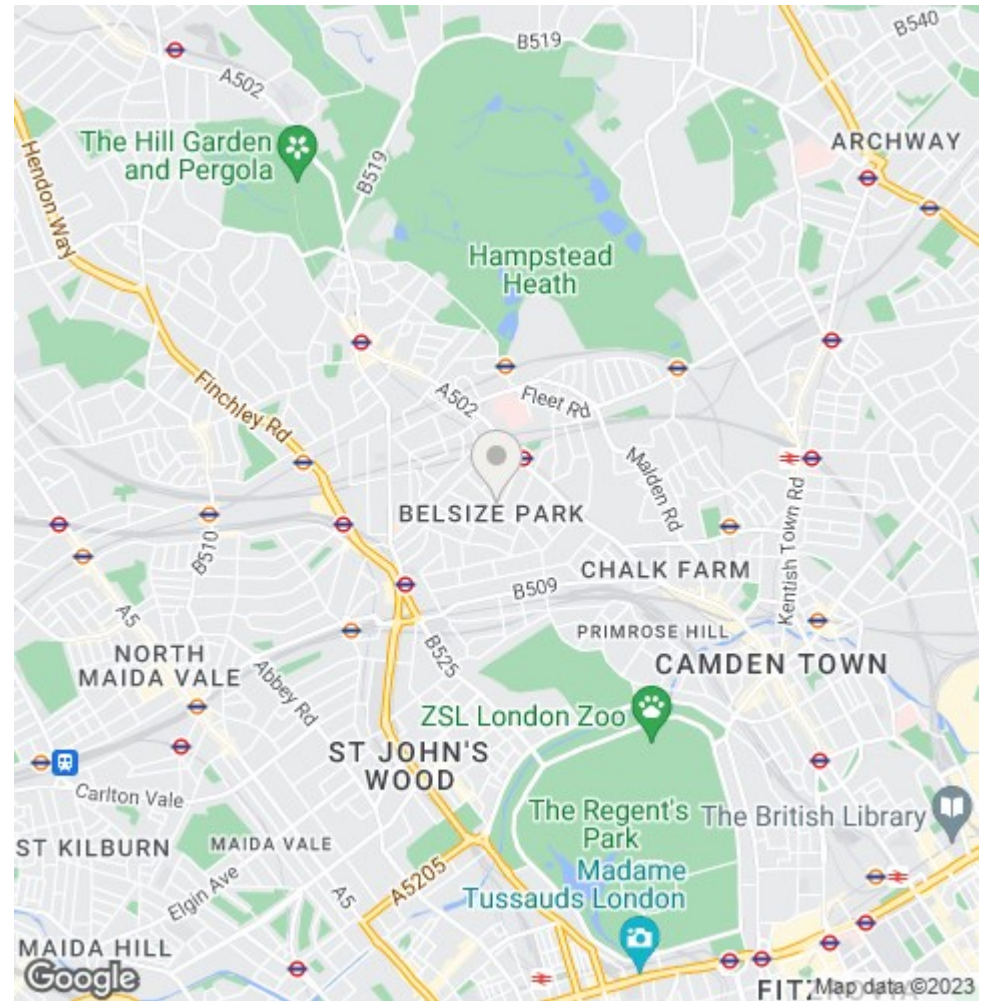 B519
B540
A502
The Hill Garden
and Pergola
ARCHWAY
B519
Hendon Way
Hampstead
Heath
A502
Fleet Rd
Finchley Rd
Malden Rd
BELSIZE PARK
Kentish Town Rd
B510
CHALK FARM
B509
A5
PRIMROSE HILL
NORTH
MAIDA VALE
B525
CAMDEN TOWN
Abbey Rd
ZSL London Zoo
ST JOHN'S
WOOD
Carlton Vale
The Regent's
Park
The British Library
ST KILBURN
MAIDA VALE
Madame
Tussauds London
Elgin Ave
A5
A5205
MAIDA HILL
Google
FITZ
Map data ©2023